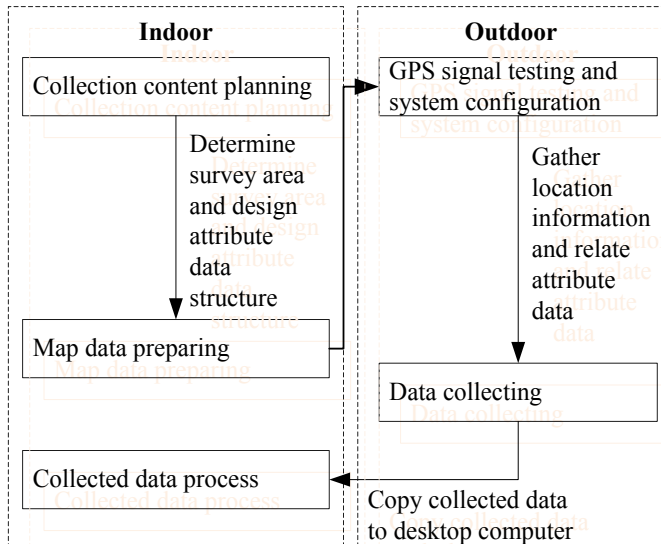 Indoor
Collection content planning
Determine
survey area
and design
attribute
data
structure
Map data preparing
Collected data process
Outdoor
GPS signal testing and
system configuration
Gather
location
information
and relate
attribute
data
Data collecting
Copy collected data
to desktop computer